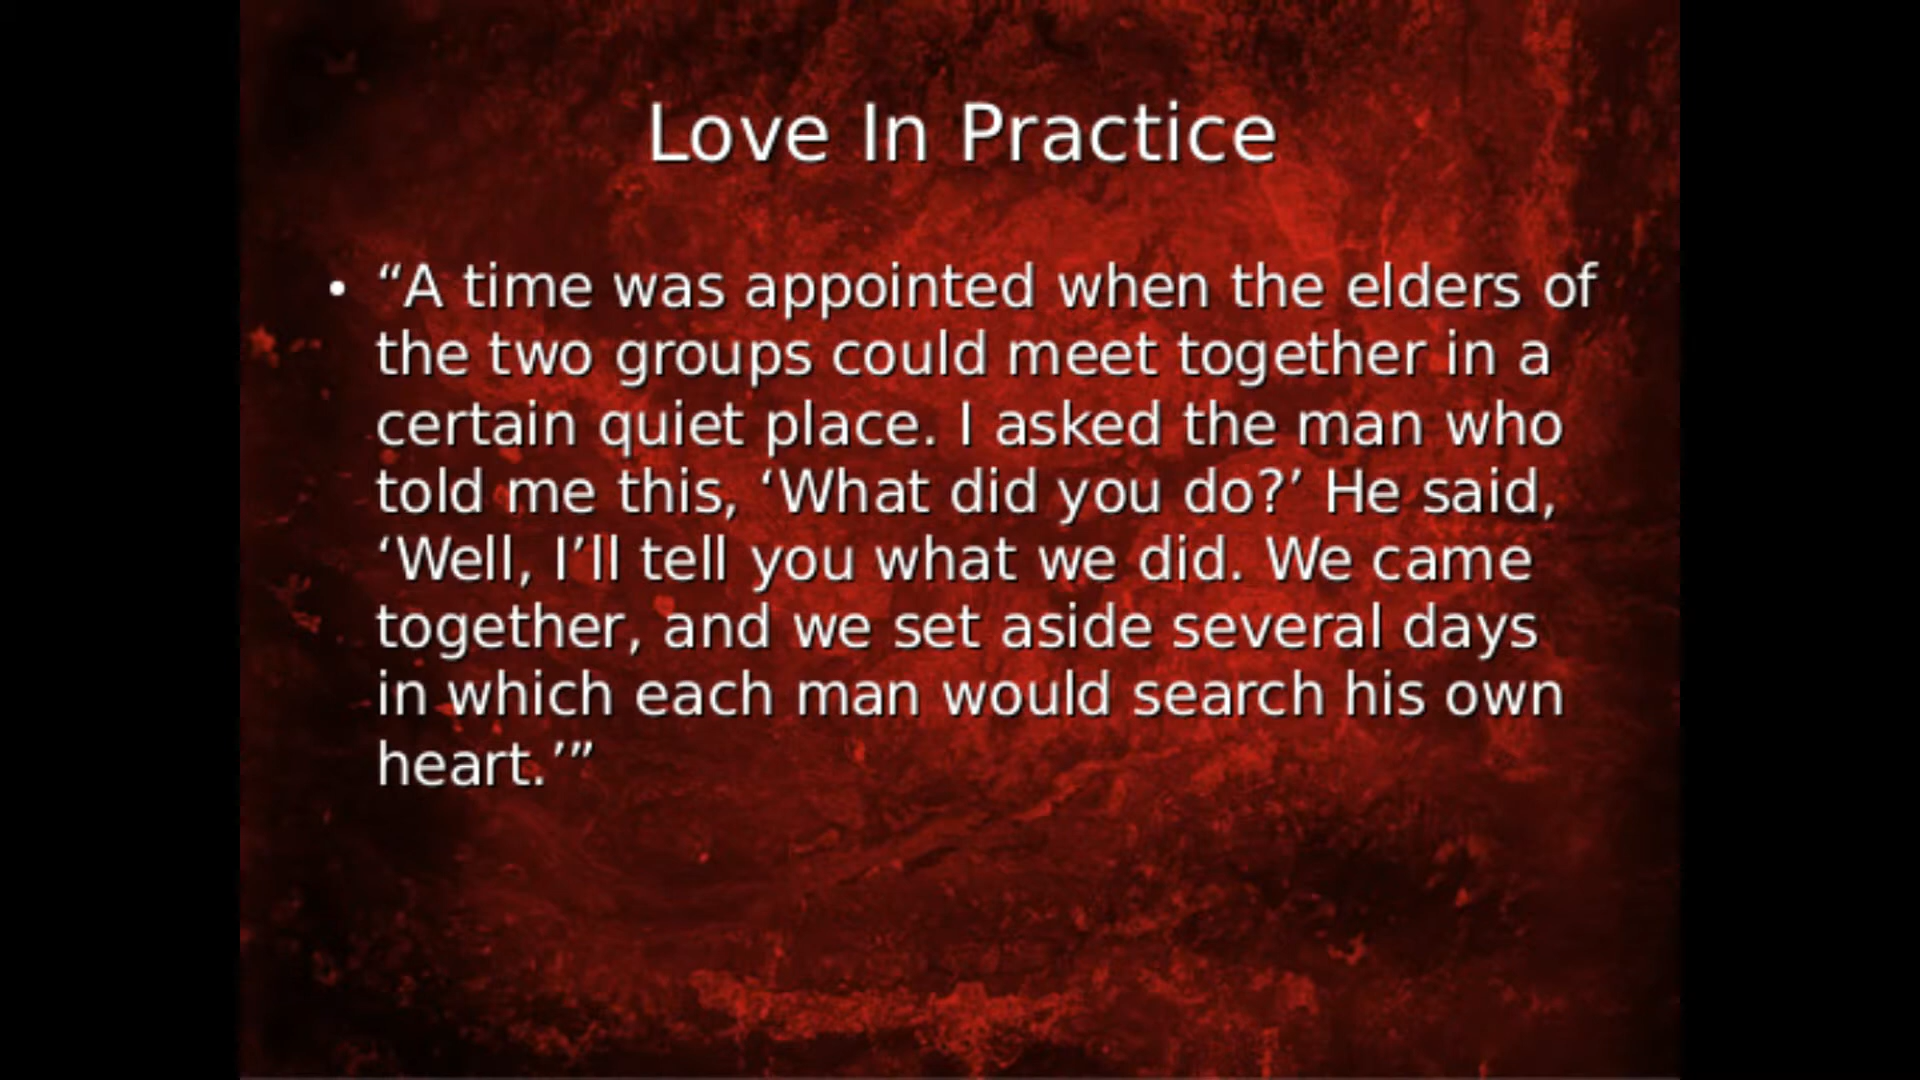 Love In Practice
• “A time was appointed when the elders of
the two groups could meet together in a
certain quiet place. I asked the man who
told me this, ‘What did you do?’ He said,
‘Well, I’ll tell you what we did. We came
together, and we set aside several days
in which each man would search his own
heart.’”